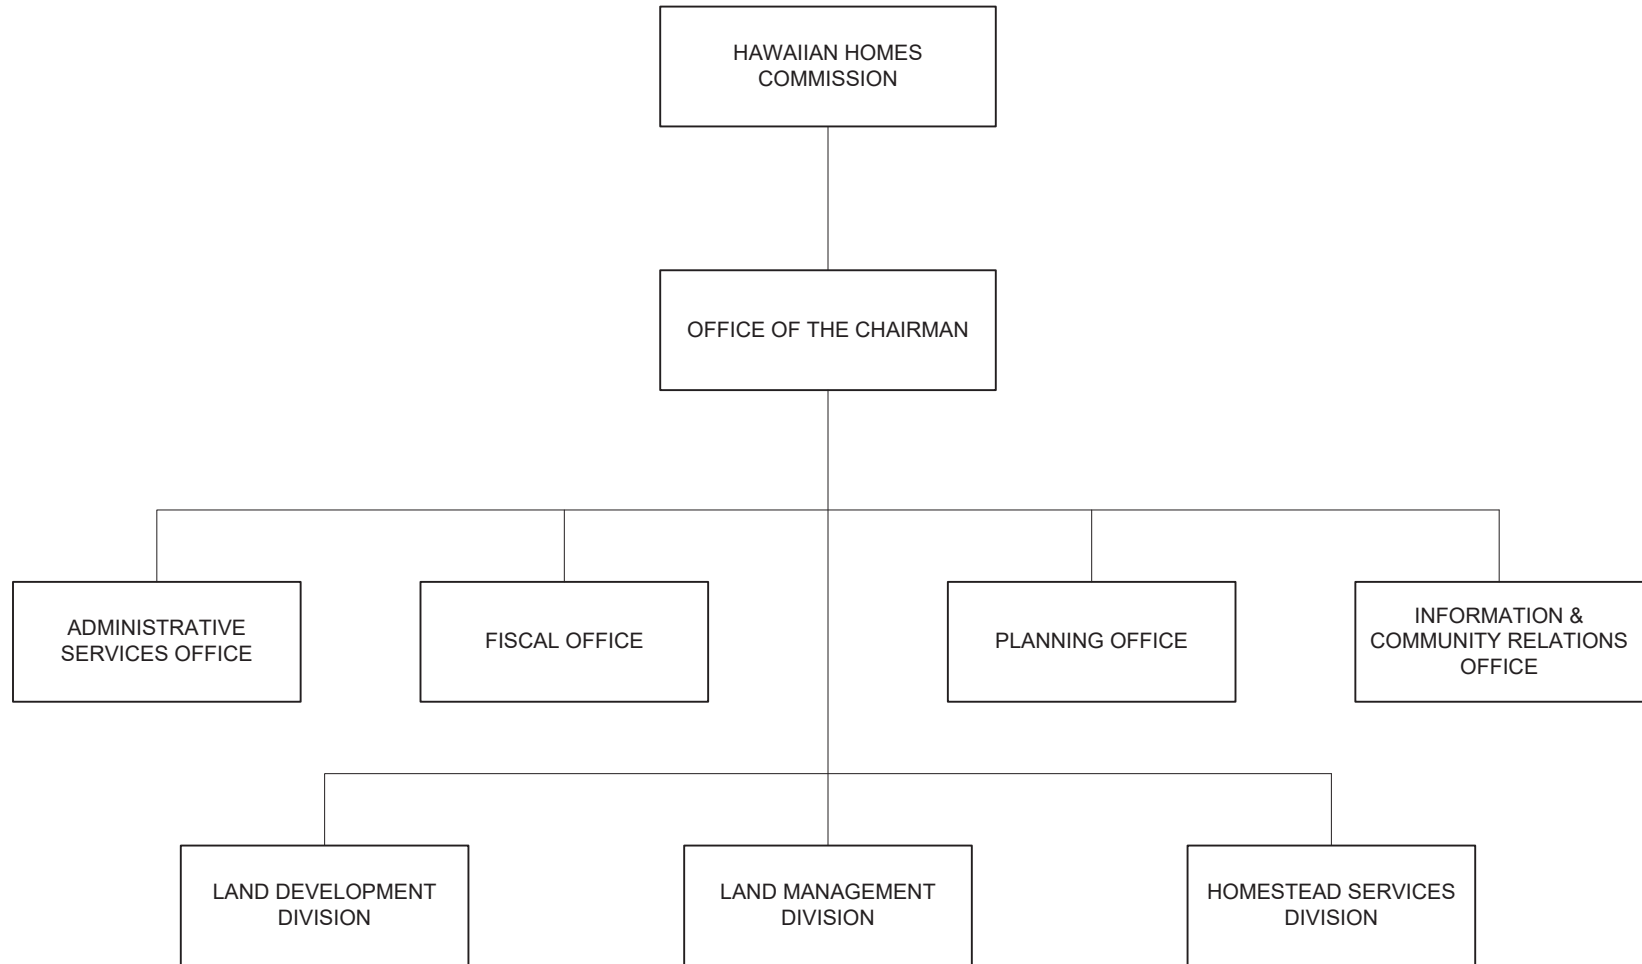 HAWAIIAN HOMES
COMMISSION
OFFICE OF THE CHAIRMAN
ADMINISTRATIVE
SERVICES OFFICE
FISCAL OFFICE
PLANNING OFFICE
INFORMATION &
COMMUNITY RELATIONS
OFFICE
LAND DEVELOPMENT
DIVISION
LAND MANAGEMENT
DIVISION
HOMESTEAD SERVICES
DIVISION